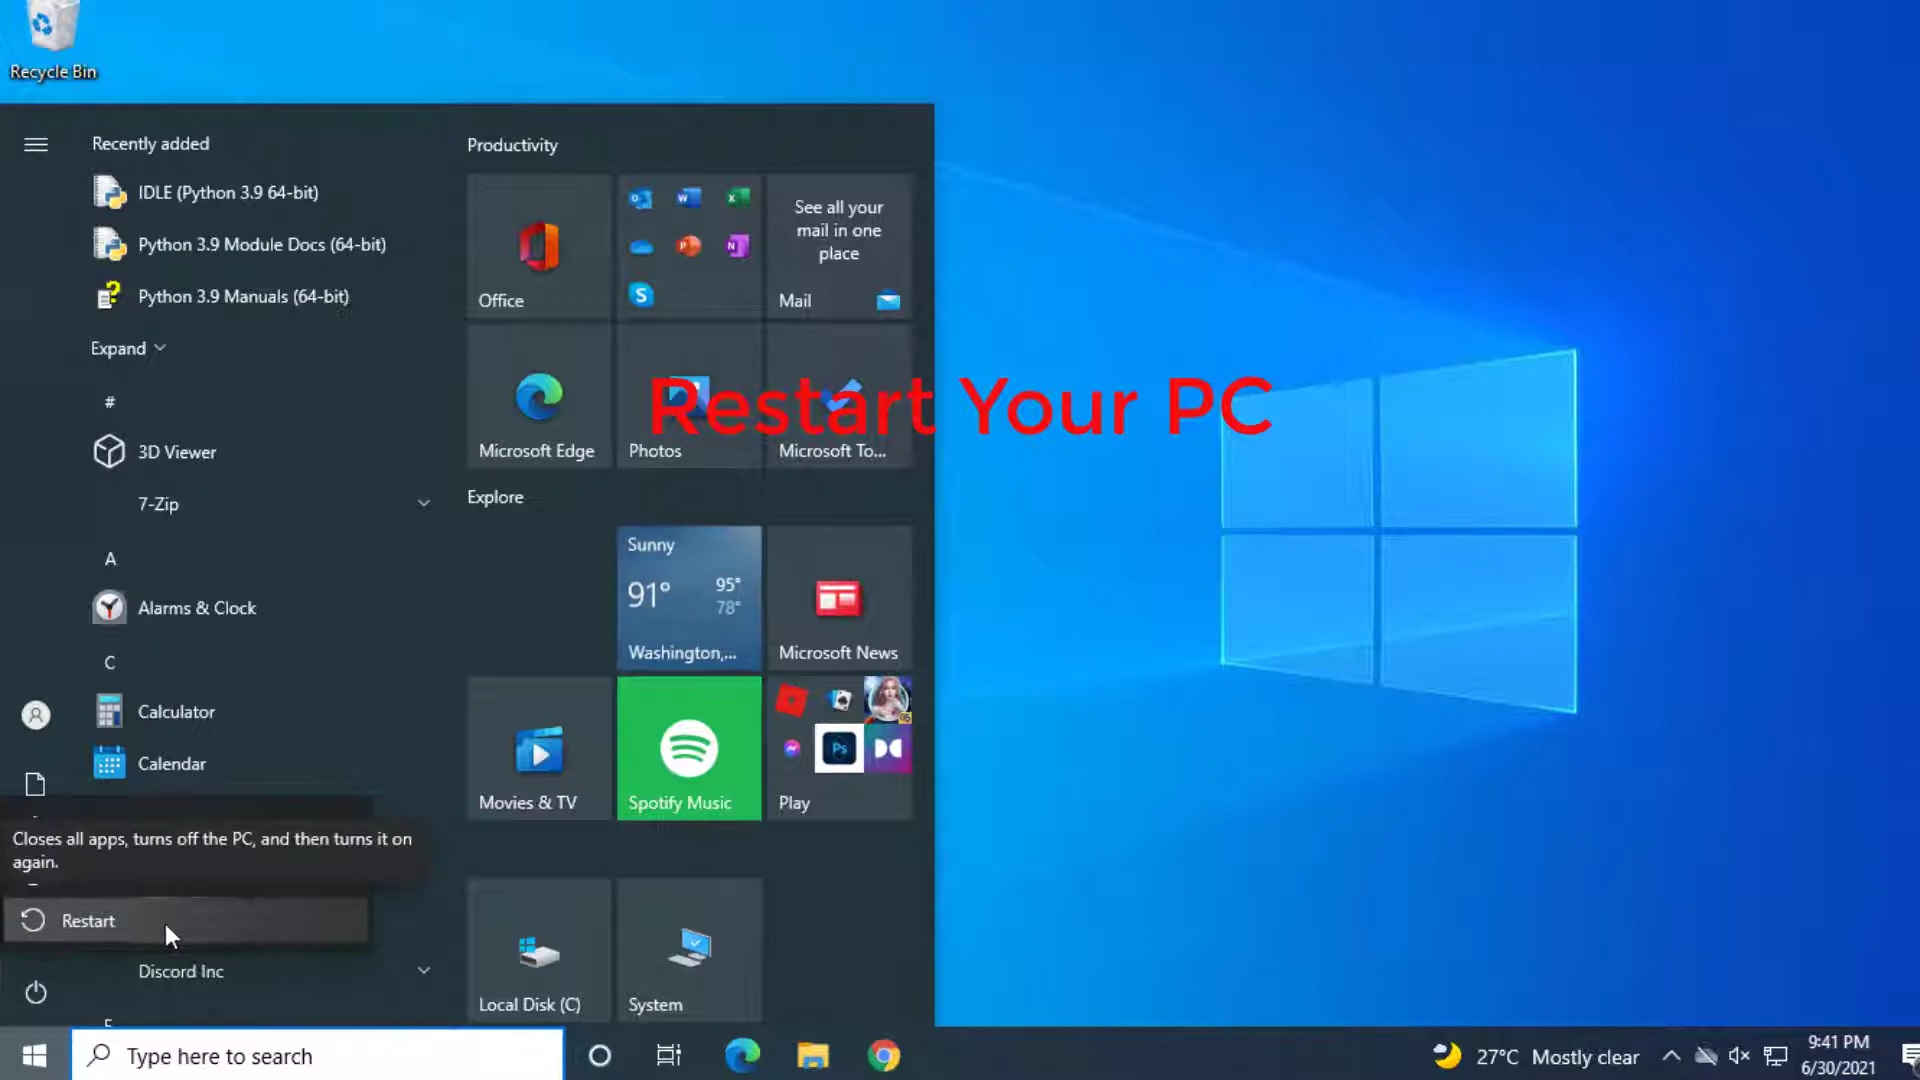 Recycle Bin
Recently added
IDLE (Python 3.9 64-bit)
Python 3.9 Module Docs (64-bit)
Python 3.9 Manuals (64-bit)
Expand
#
3D Viewer
7-Zip
A
Alarms & Clock
C
Calculator
Calendar
Closes all apps, turns off the PC, and then turns it on
again.
Restart
Discord Inc
Productivity
Office
See all your
mail in one
place
Mail
Microsoft Edge
Photos
Microsoft To...
Restart Your PC
Explore
Sunny
91°
95°
78°
Washington,...
Microsoft News
Movies & TV
Spotify Music
Ps
Play
Local Disk (C)
System
Type here to search
27°C Mostly clear
9:41 PM
6/30/2021